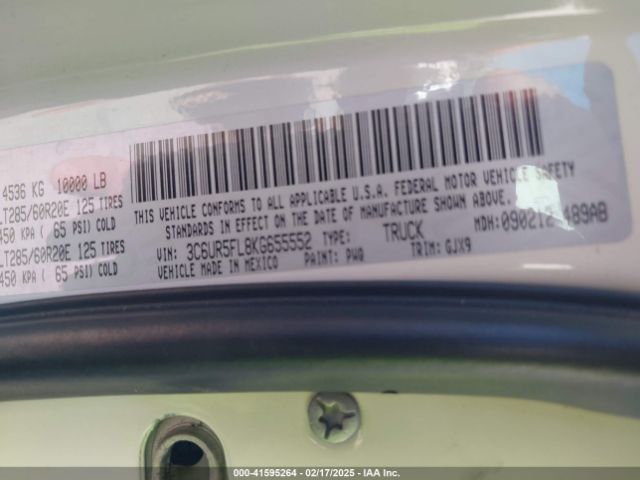 4536 KG 10000 LB
LT285/60R20E 125 TIRES
450 KPA ( 65 PSI) COLD
LT285/60R20E 125 TIRES
450 KPA ( 65 PSI) COLD
THIS VEHICLE CONFORMS TO ALL APPLICABLE U.S.A. FEDERAL MOTOR VEHICLE SAFETY
STANDARDS IN EFFECT ON THE DATE OF MANUFACTURE SHOWN ABOVE.
VIN: 3C6UR5FL8KG655552 TYPE: TRUCK MDH:
VEHICLE MADE IN MEXICO PAINT: PWQ TRIM: GJX9
000-41595264 - 02/17/2025 - IAA Inc.